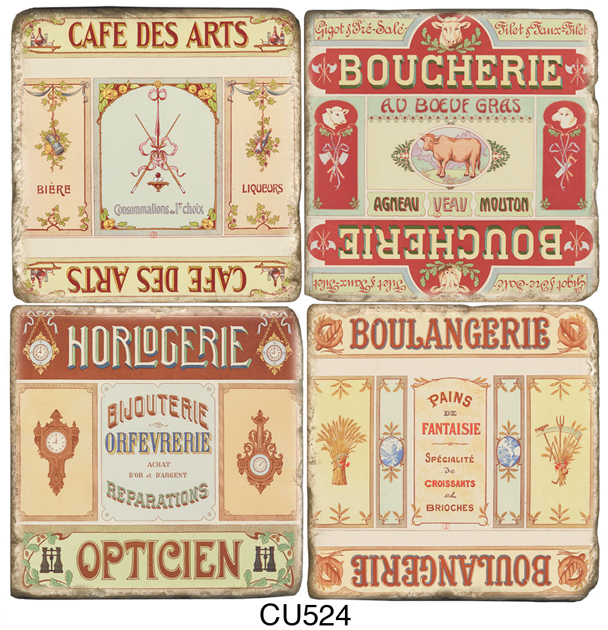 CAFE DES ARTS
BIÈRE
LIQUEURS
Consommations de 1er choix
CAFE DES ARTS
Gigot & Pré-Salé
Filet & Faux-Filet
BOUCHERIE
AU BŒUF GRAS
AGNEAU VEAU MOUTON
BOUCHERIE
Filet & Faux-Filet
Gigot & Pré-Salé
HORLOGERIE
BIJOUTERIE
ORFEVRERIE
ACHAT
D'OR et D'ARGENT
REPARATIONS
OPTICIEN
BOULANGERIE
PAINS
DE
FANTAISIE
SPÉCIALITÉ
de
CROISSANTS
et
BRIOCHES
BOULANGERIE
CU524